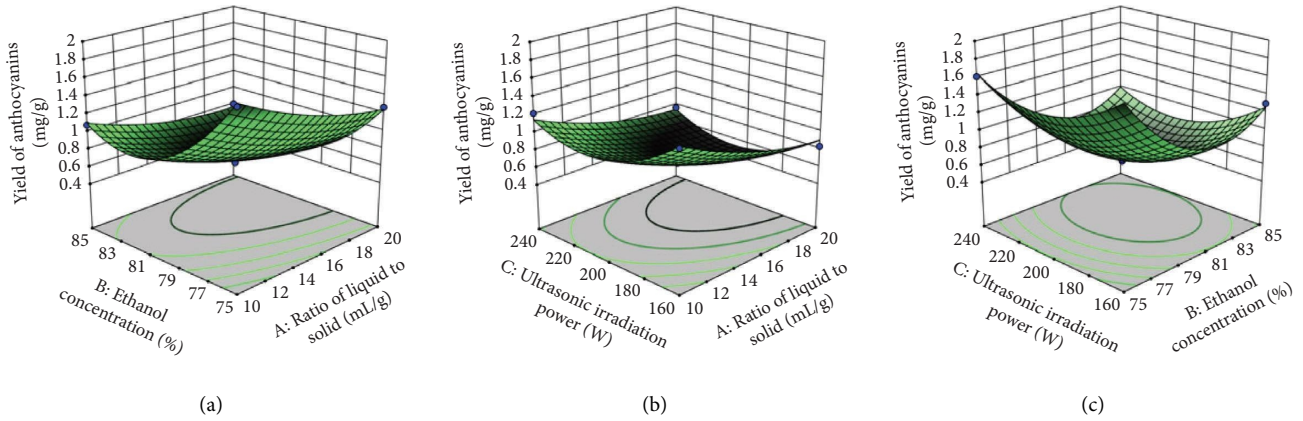 Yield of anthocyanins
(mg/g)
2
1.8
1.6
1.4
1.2
1
0.8
0.6
0.4
85
83
81
79
77
75
10
12
14
16
18
20
B: Ethanol
concentration (%)
A: Ratio of liquid to
solid (mL/g)
(a)
Yield of anthocyanins
(mg/g)
2
1.8
1.6
1.4
1.2
1
0.8
0.6
0.4
240
220
200
180
160
10
12
14
16
18
20
C: Ultrasonic irradiation
power (W)
A: Ratio of liquid to
solid (mL/g)
(b)
Yield of anthocyanins
(mg/g)
2
1.8
1.6
1.4
1.2
1
0.8
0.6
0.4
240
220
200
180
160
75
77
79
81
83
85
C: Ultrasonic irradiation
power (W)
B: Ethanol
concentration (%)
(c)